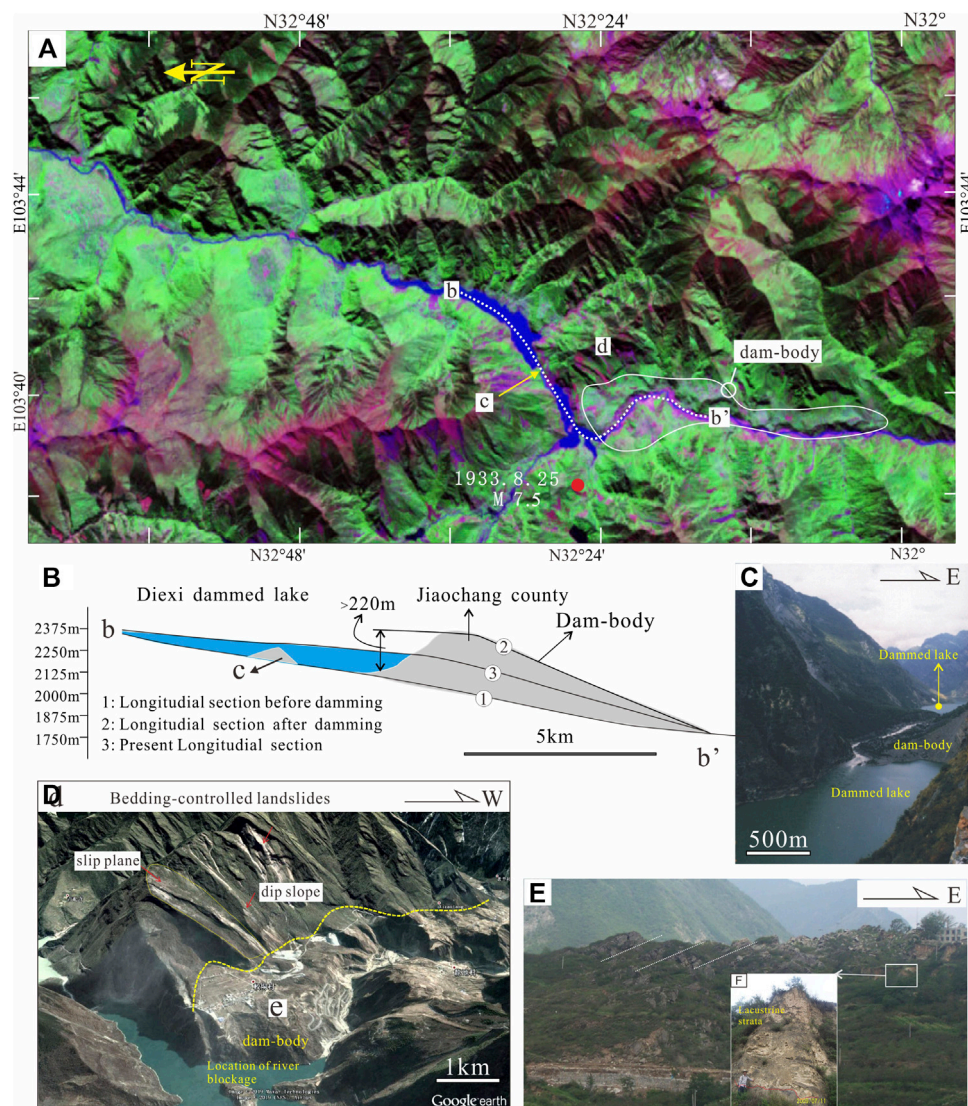 N32°48'
N32°24'
N32°
A
N
E103°44'
E103°44'
b
d
dam-body
E103°40'
c
b’
1933.8.25
M 7.5
N32°48'
N32°24'
N32°
B
Diexi dammed lake
>220m
Jiaochang county
Dam-body
b
2375m
2250m
2125m
2000m
1875m
1750m
c
2
3
1
1: Longitudial section before damming
2: Longitudial section after damming
3: Present Longitudial section
5km
b’
C
E
Dammed lake
dam-body
Dammed lake
500m
D
d
Bedding-controlled landslides
W
slip plane
dip slope
e
dam-body
Location of river
blockage
1km
Google earth
E
E
F
Lacustrine
strata